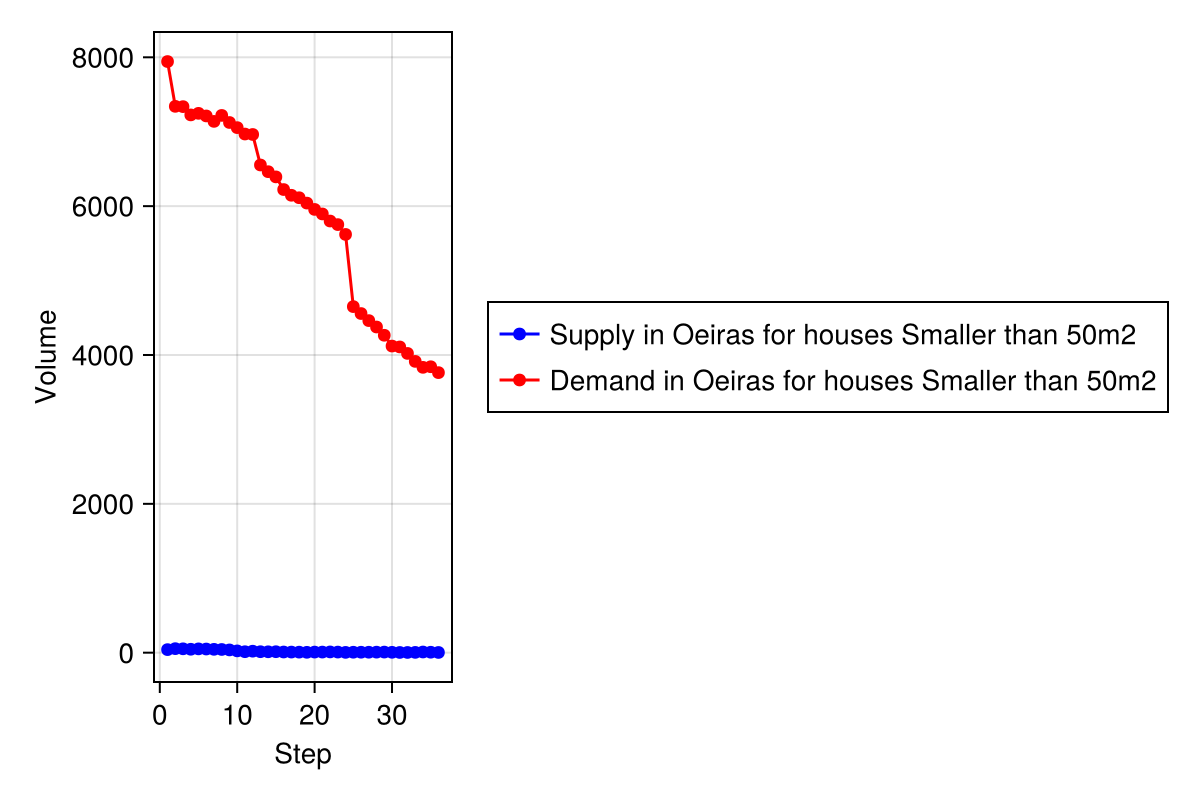 8000
6000
4000
2000
0
Volume
0 10 20 30
Step
Supply in Oeiras for houses Smaller than 50m2
Demand in Oeiras for houses Smaller than 50m2